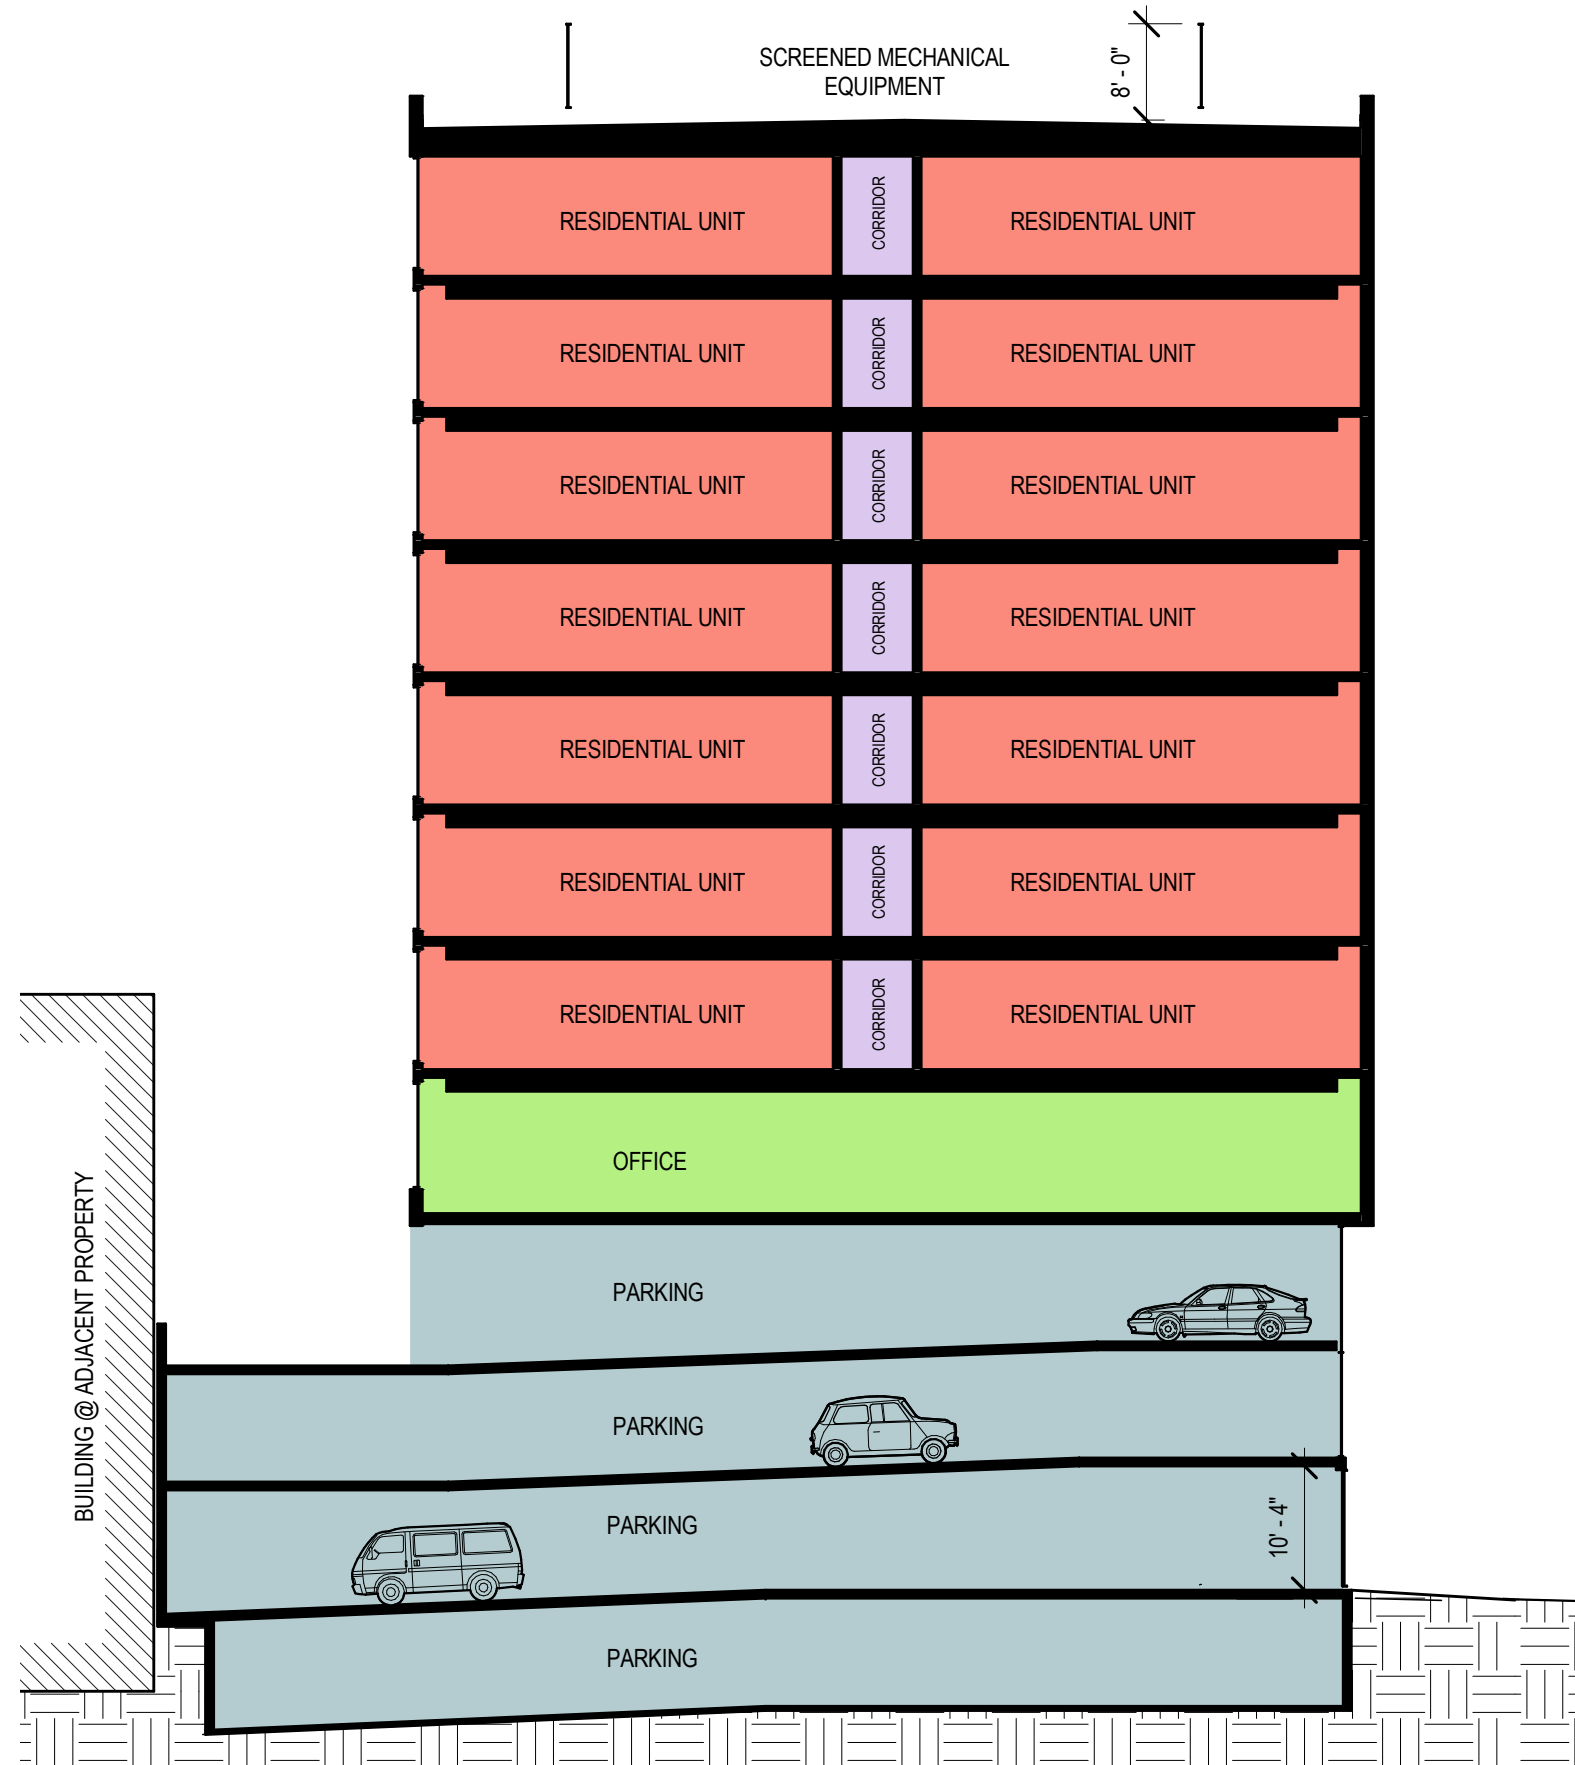 SCREENED MECHANICAL
EQUIPMENT
8' - 0"
RESIDENTIAL UNIT
CORRIDOR
RESIDENTIAL UNIT
RESIDENTIAL UNIT
CORRIDOR
RESIDENTIAL UNIT
RESIDENTIAL UNIT
CORRIDOR
RESIDENTIAL UNIT
RESIDENTIAL UNIT
CORRIDOR
RESIDENTIAL UNIT
RESIDENTIAL UNIT
CORRIDOR
RESIDENTIAL UNIT
RESIDENTIAL UNIT
CORRIDOR
RESIDENTIAL UNIT
RESIDENTIAL UNIT
CORRIDOR
RESIDENTIAL UNIT
OFFICE
BUILDING @ ADJACENT PROPERTY
PARKING
PARKING
PARKING
10' - 4"
PARKING